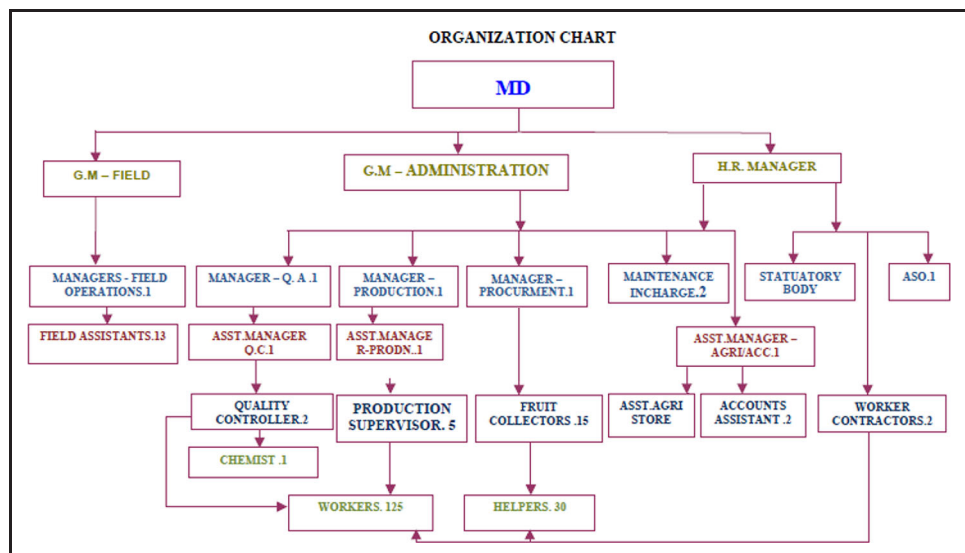 ORGANIZATION CHART
MD
G.M – FIELD
G.M – ADMINISTRATION
H.R. MANAGER
MANAGERS - FIELD
OPERATIONS.1
MANAGER – Q. A .1
MANAGER –
PRODUCTION.1
MANAGER –
PROCURMENT.1
MAINTENANCE
INCHARGE.2
STATUATORY
BODY
ASO.1
FIELD ASSISTANTS.13
ASST.MANAGER
Q.C.1
ASST.MANAGE
R-PRODN..1
ASST.MANAGER –
AGRI/ACC.1
QUALITY
CONTROLLER.2
PRODUCTION
SUPERVISOR. 5
FRUIT
COLLECTORS .15
ASST.AGRI
STORE
ACCOUNTS
ASSISTANT .2
WORKER
CONTRACTORS.2
CHEMIST .1
WORKERS. 125
HELPERS. 30